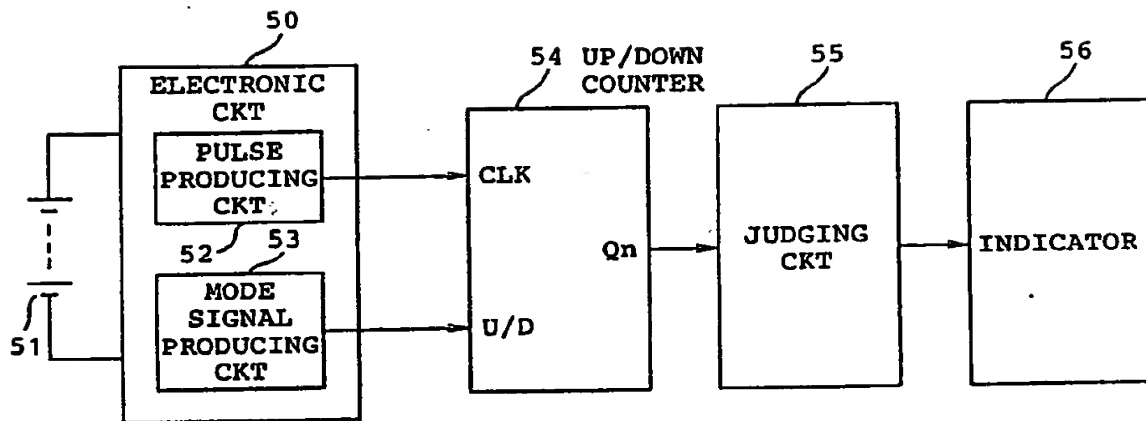 50
54 UP/DOWN
COUNTER
55
56
ELECTRONIC
CKT
PULSE
PRODUCING
CKT
52
53
MODE
SIGNAL
PRODUCING
CKT
51
CLK
Qn
U/D
JUDGING
CKT
INDICATOR